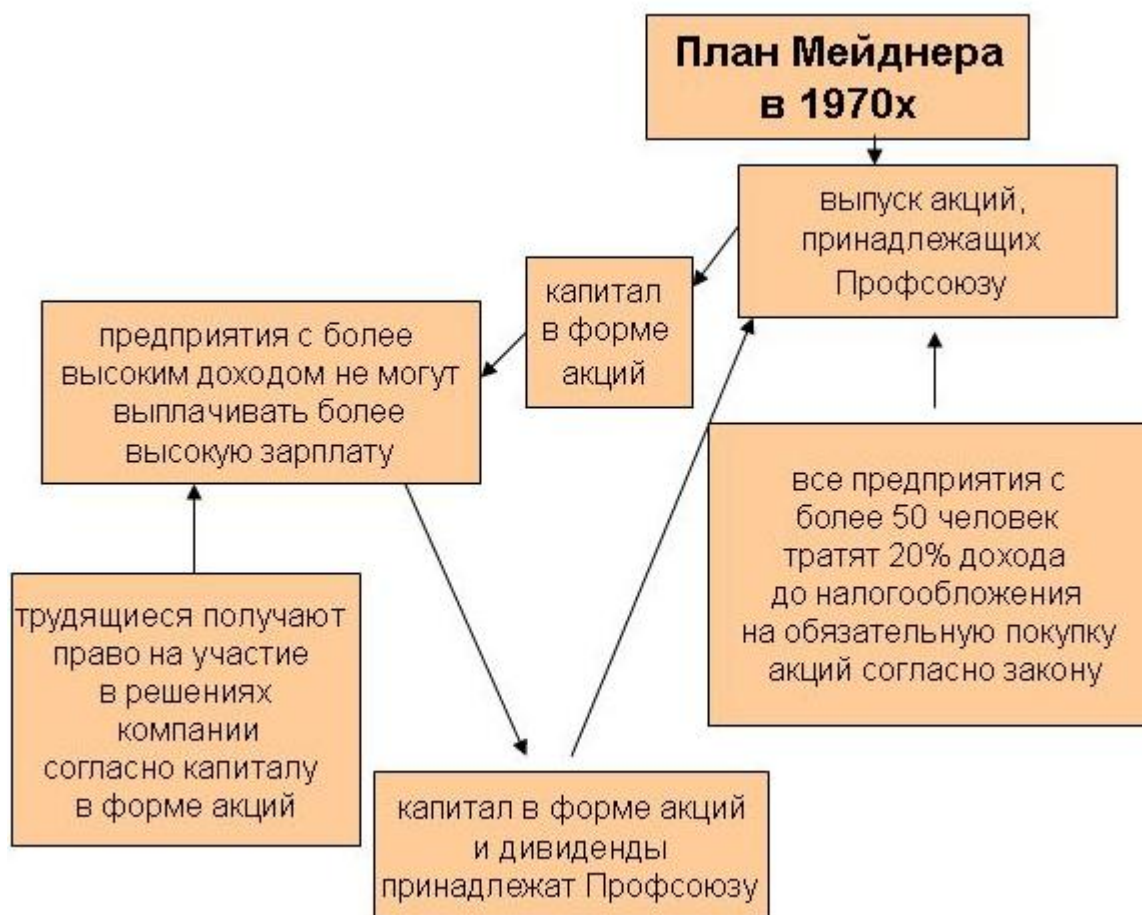 План Мейднера
в 1970х
выпуск акций,
принадлежащих
Профсоюзу
капитал
в форме
акций
предприятия с более
высоким доходом не могут
выплачивать более
высокую зарплату
все предприятия с
более 50 человек
тратят 20% дохода
до налогообложения
на обязательную покупку
акций согласно закону
трудящиеся получают
право на участие
в решениях
компании
согласно капиталу
в форме акций
капитал в форме акций
и дивиденды
принадлежат Профсоюзу